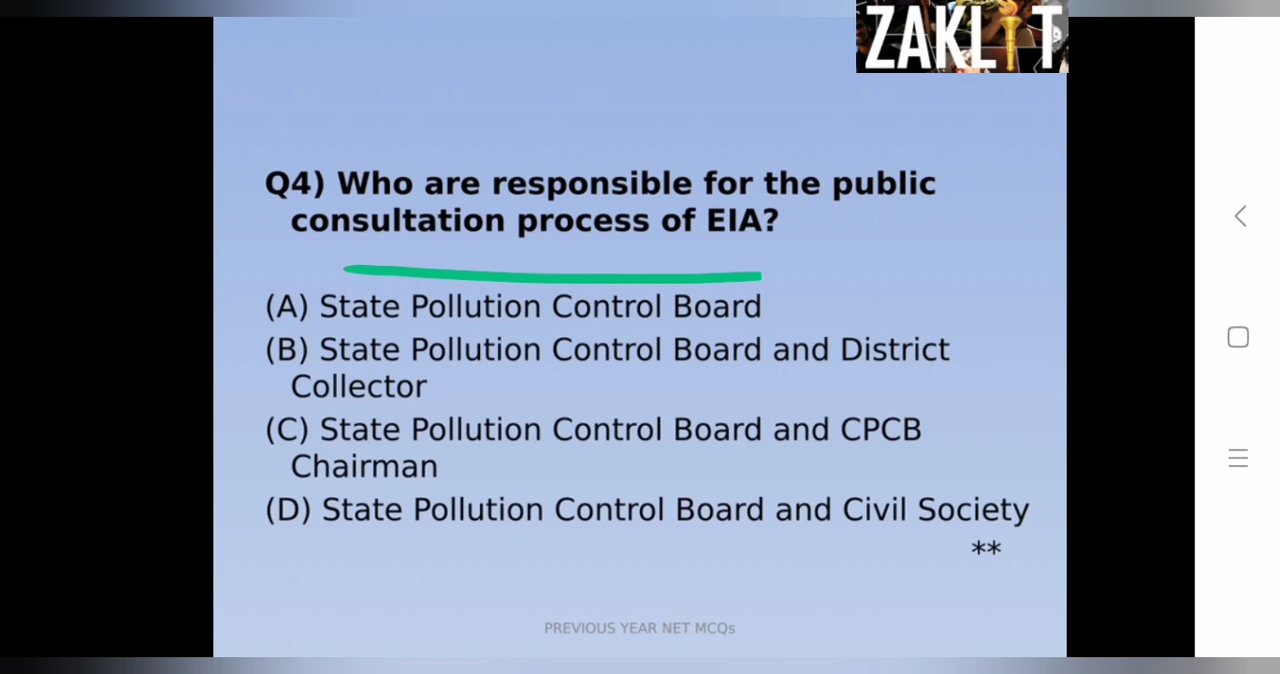 ZAKLIT
Q4) Who are responsible for the public
consultation process of EIA?
(A) State Pollution Control Board
(B) State Pollution Control Board and District
Collector
(C) State Pollution Control Board and CPCB
Chairman
(D) State Pollution Control Board and Civil Society
**
PREVIOUS YEAR NET MCQs